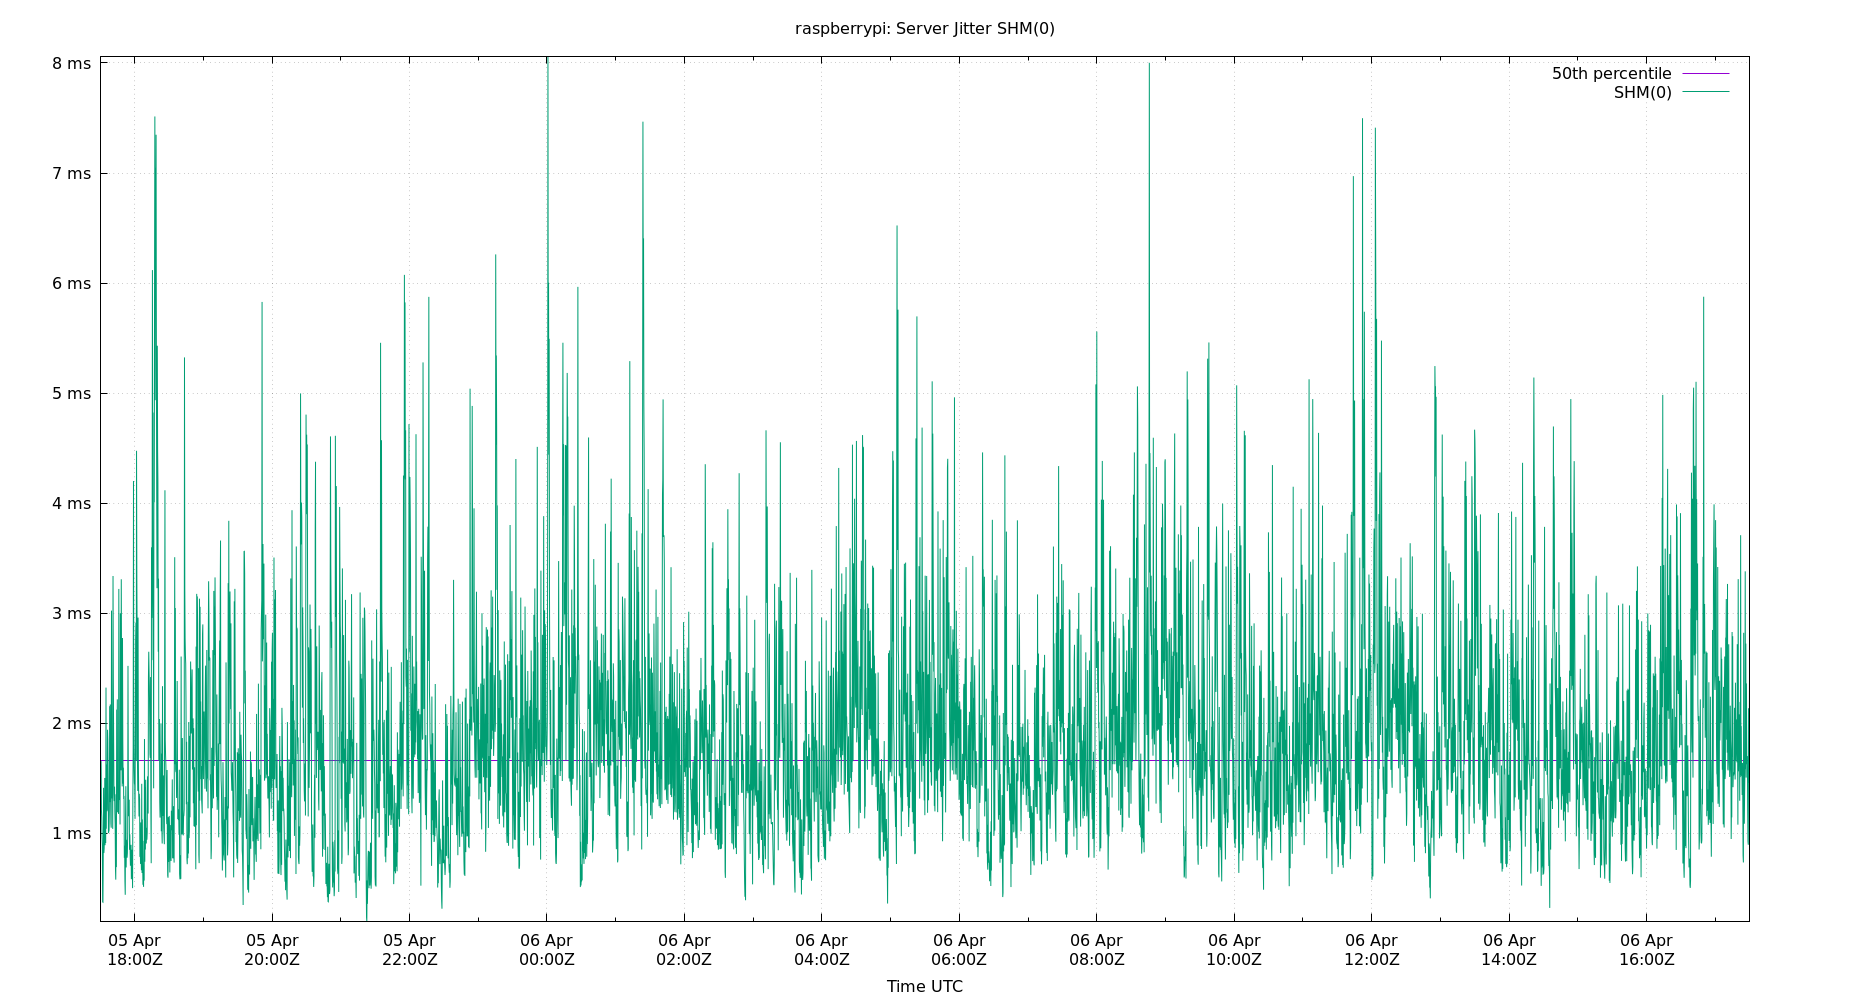 raspberrypi: Server Jitter SHM(0)
50th percentile
SHM(0)
8 ms
7 ms
6 ms
5 ms
4 ms
3 ms
2 ms
1 ms
05 Apr 05 Apr 05 Apr 06 Apr 06 Apr 06 Apr 06 Apr 06 Apr 06 Apr 06 Apr 06 Apr 06 Apr
18:00Z 20:00Z 22:00Z 00:00Z 02:00Z 04:00Z 06:00Z 08:00Z 10:00Z 12:00Z 14:00Z 16:00Z
Time UTC